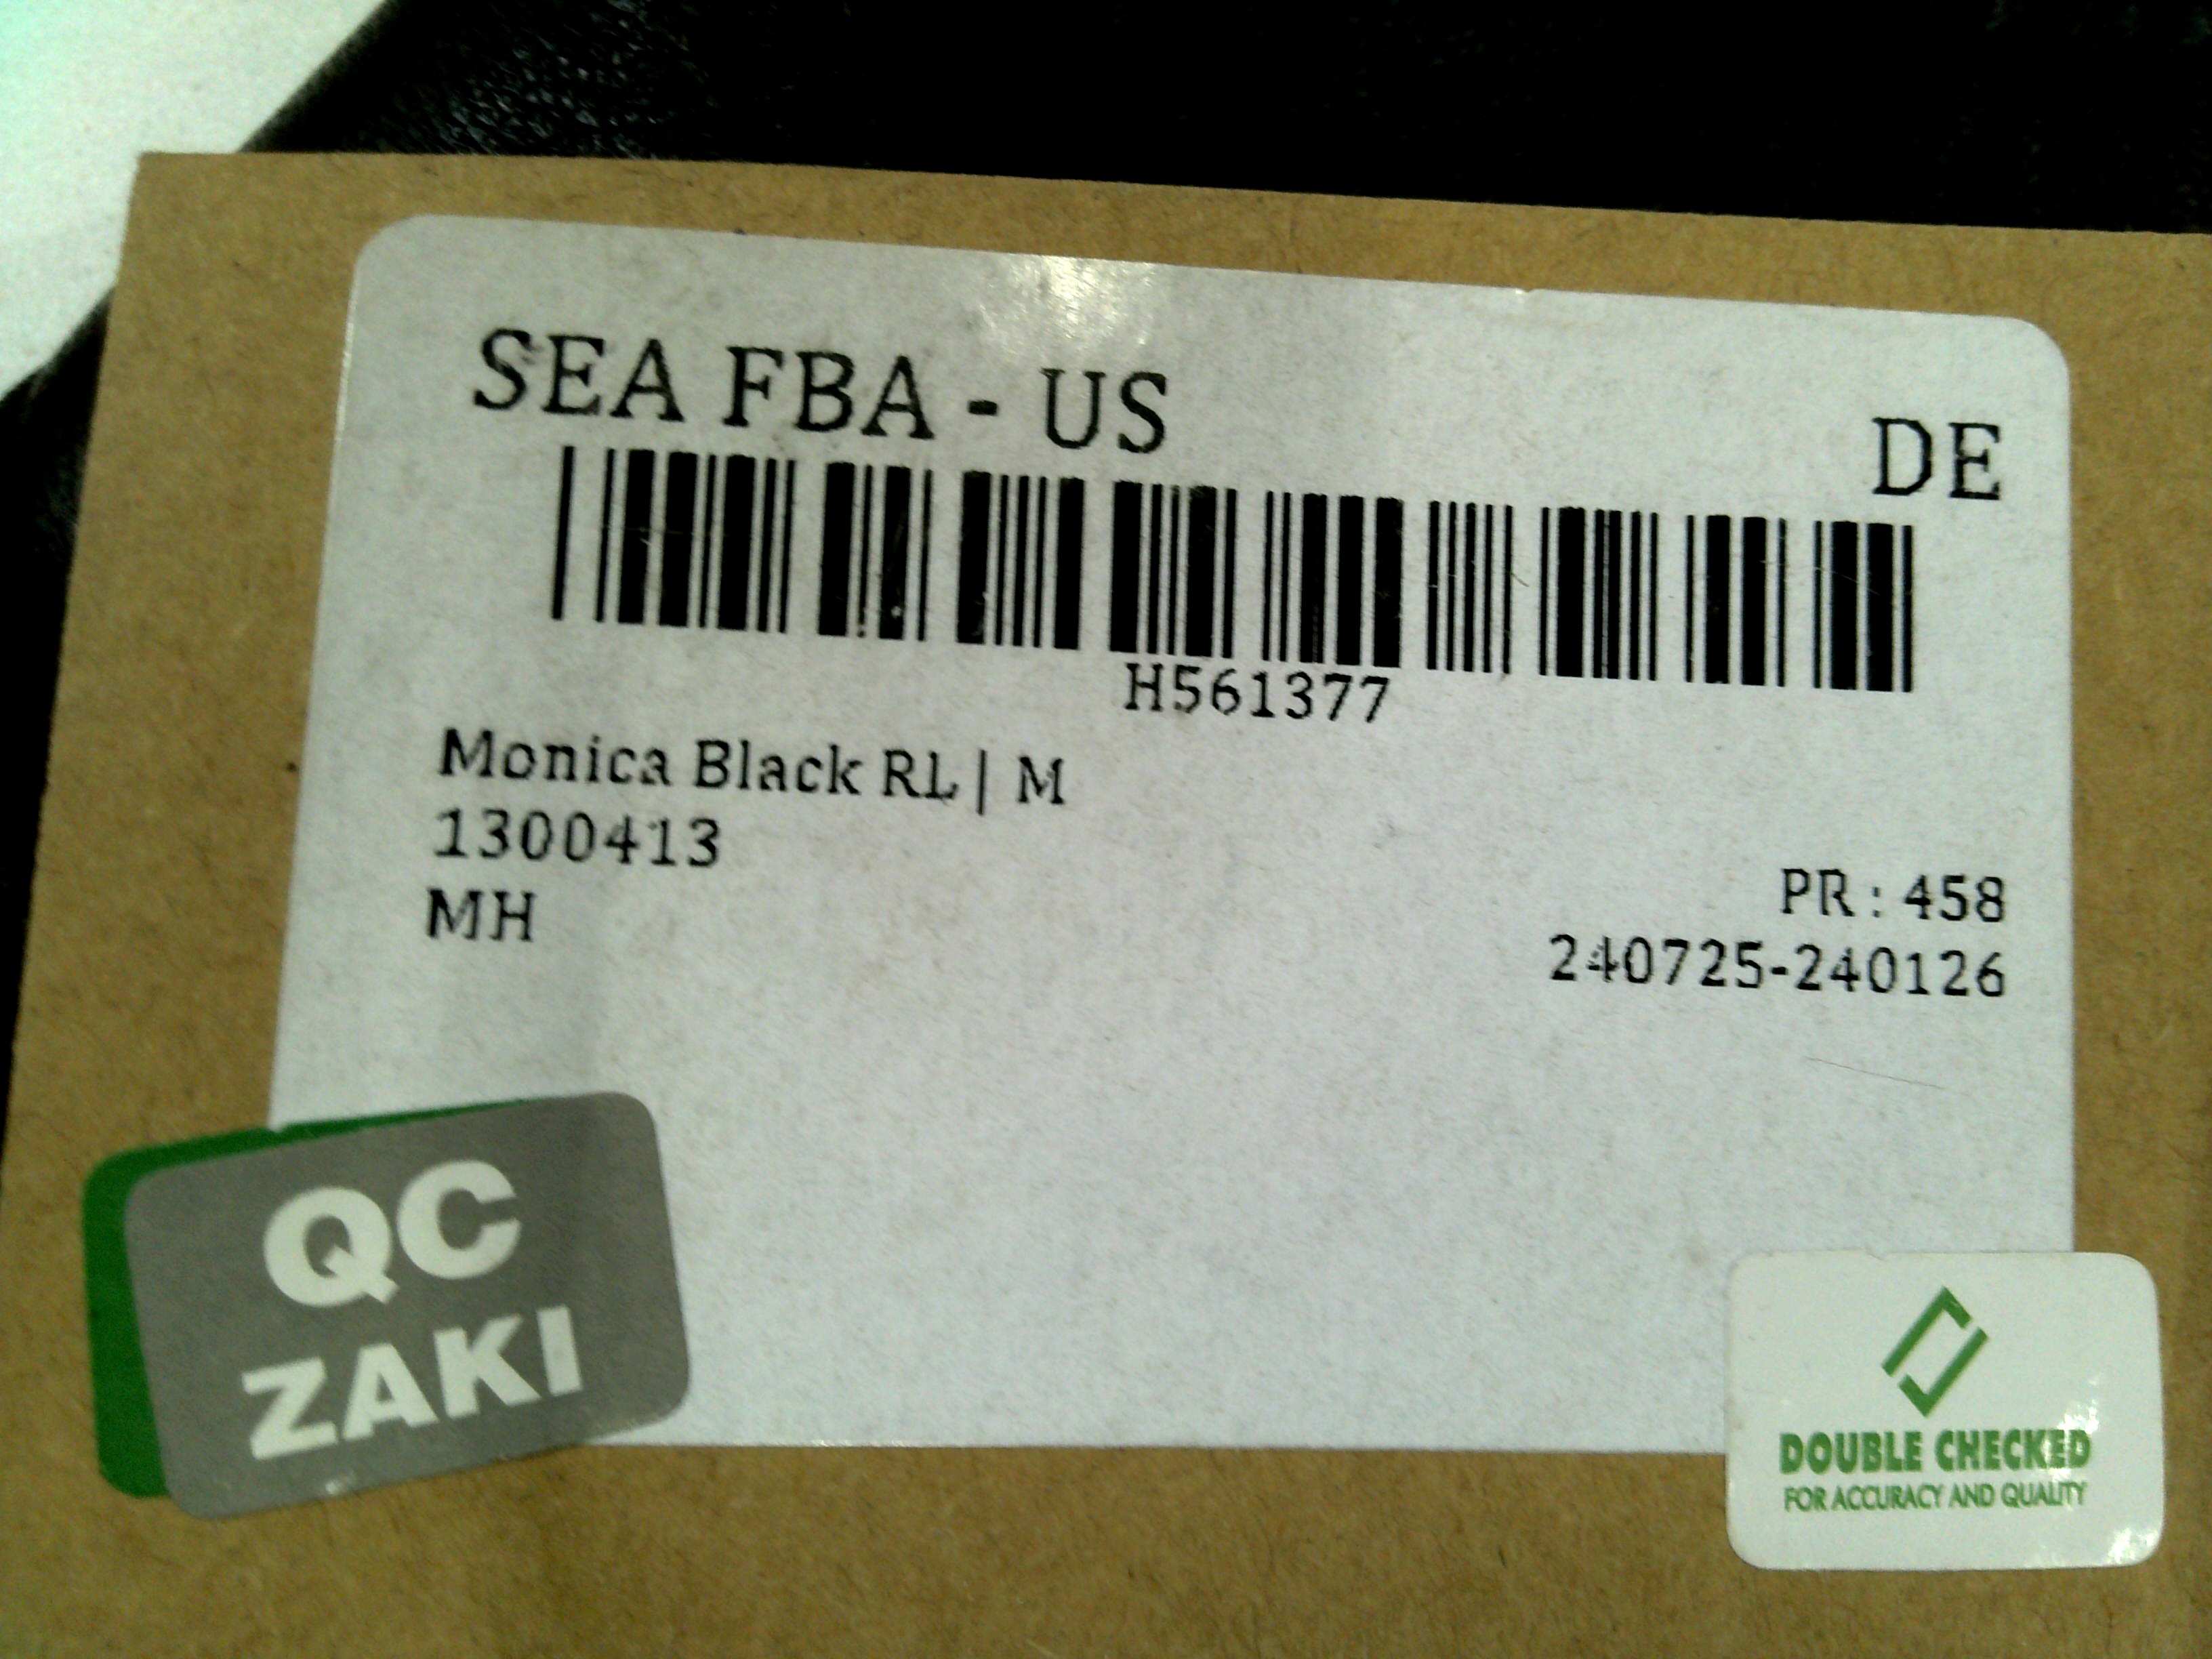 SEA FBA - US
DE
H561377
Monica Black RL | M
1300413
MH
PR : 458
240725-240126
QC
ZAKI
DOUBLE CHECKED
FOR ACCURACY AND QUALITY